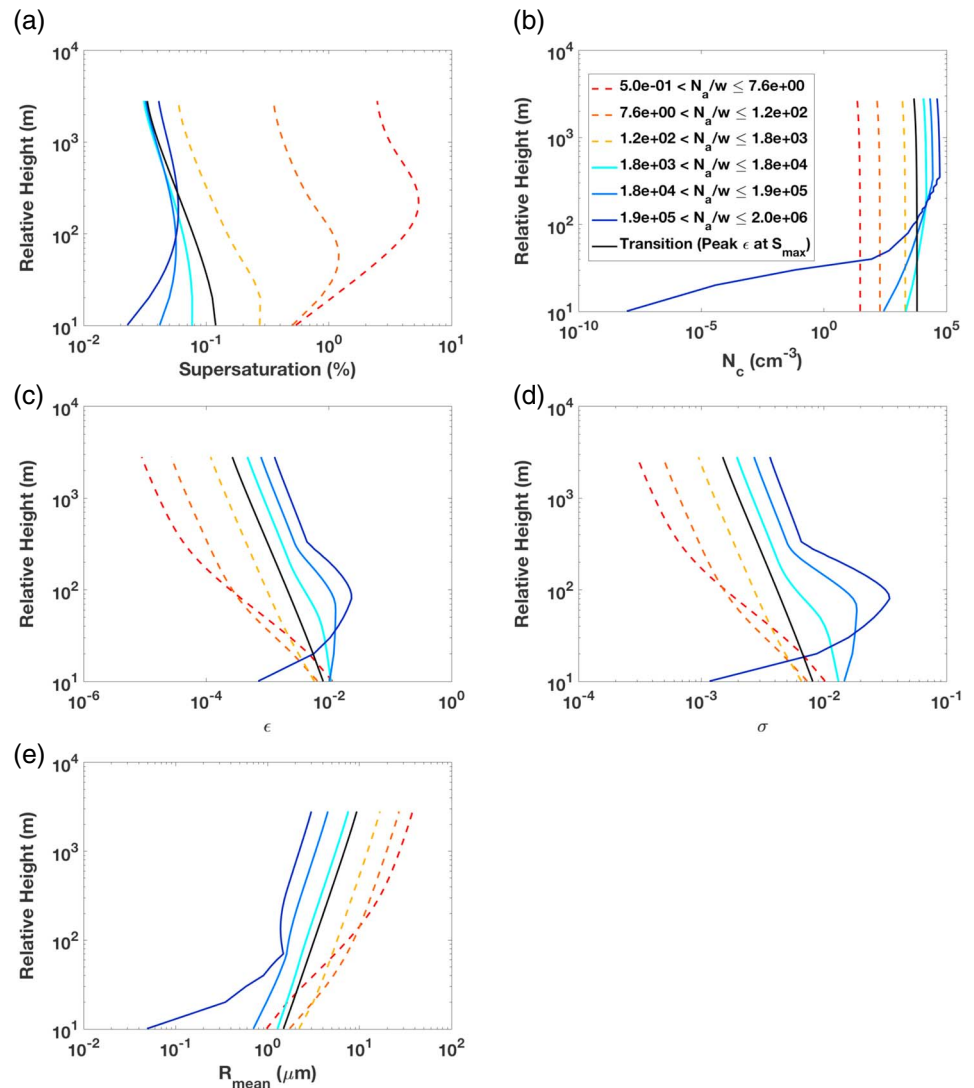 (a)
10^4
10^3
10^2
10^1
Relative Height (m)
10^-2 10^-1 10^0 10^1
Supersaturation (%)
(b)
10^4
10^3
10^2
10^1
Relative Height (m)
5.0e-01 < N_a/w ≤ 7.6e+00
7.6e+00 < N_a/w ≤ 1.2e+02
1.2e+02 < N_a/w ≤ 1.8e+03
1.8e+03 < N_a/w ≤ 1.8e+04
1.8e+04 < N_a/w ≤ 1.9e+05
1.9e+05 < N_a/w ≤ 2.0e+06
Transition (Peak ϵ at S_max)
10^-10 10^-5 10^0 10^5
N_c (cm^-3)
(c)
10^4
10^3
10^2
10^1
Relative Height (m)
10^-6 10^-4 10^-2 10^0
ϵ
(d)
10^4
10^3
10^2
10^1
Relative Height (m)
10^-4 10^-3 10^-2 10^-1
σ
(e)
10^4
10^3
10^2
10^1
Relative Height (m)
10^-2 10^-1 10^0 10^1 10^2
R_mean (μm)